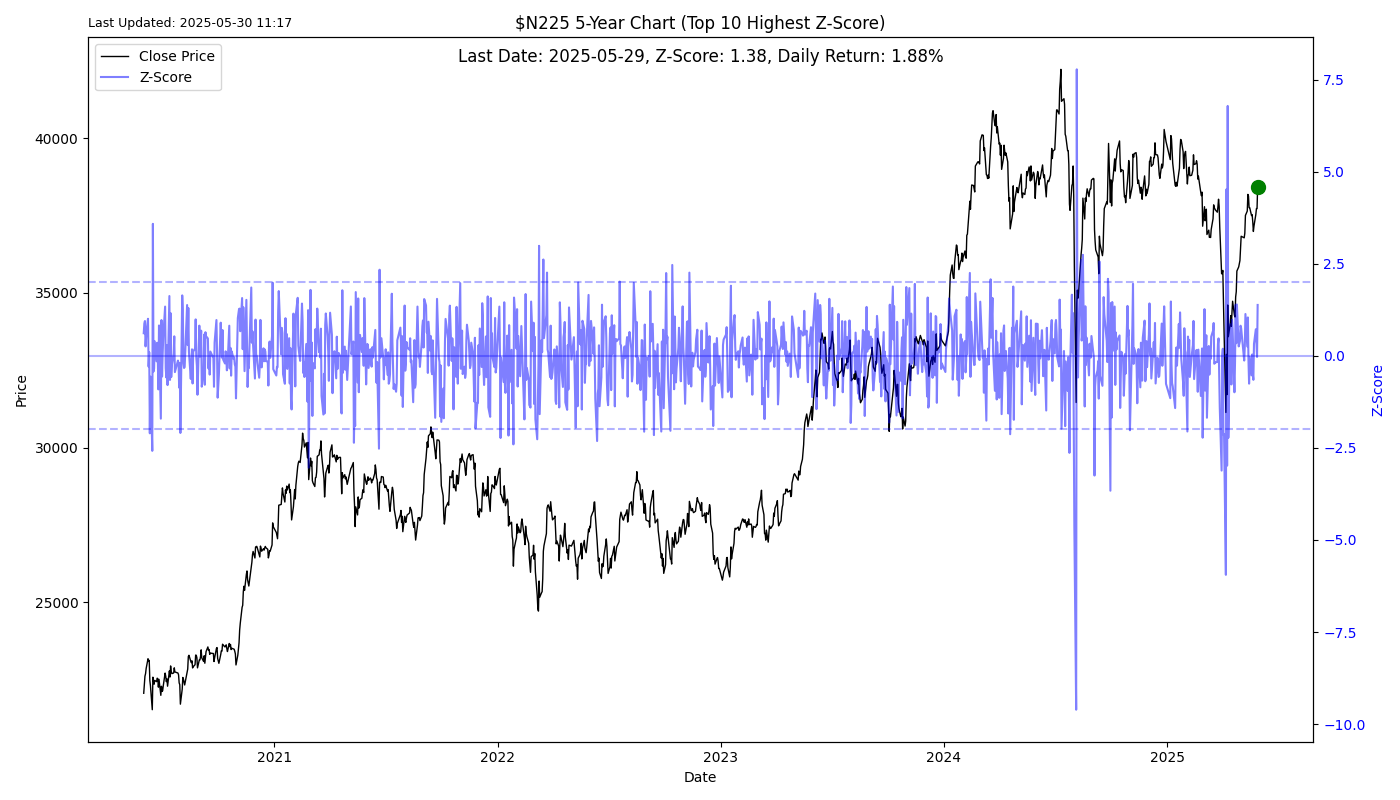 Last Updated: 2025-05-30 11:17
$N225 5-Year Chart (Top 10 Highest Z-Score)
Last Date: 2025-05-29, Z-Score: 1.38, Daily Return: 1.88%
Close Price
Z-Score
40000
35000
30000
25000
Price
7.5
5.0
2.5
0.0
−2.5
−5.0
−7.5
−10.0
Z-Score
2021
2022
2023
2024
2025
Date